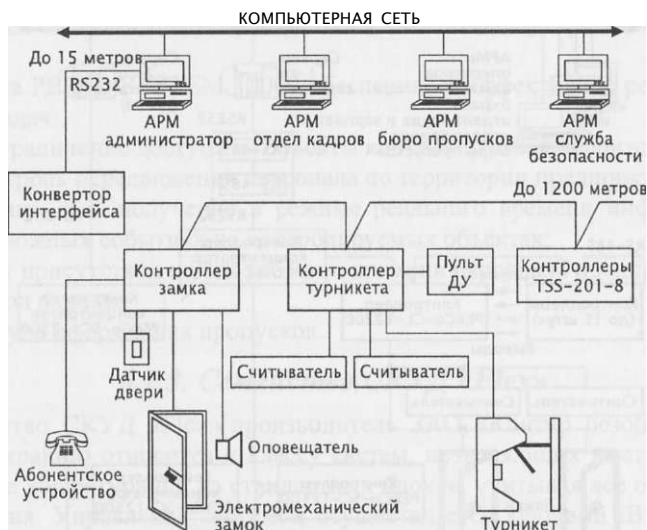 КОМПЬЮТЕРНАЯ СЕТЬ
До 15 метров
RS232
АРМ
администратор
АРМ
отдел кадров
АРМ
бюро пропусков
АРМ
служба
безопасности
До 1200 метров
Конвертор
интерфейса
Контроллер
замка
Контроллер
турникета
Пульт
ДУ
Контроллеры
TSS-201-8
Датчик
двери
Считыватель
Считыватель
Абонентское
устройство
Оповещатель
Электромеханический
замок
Турникет